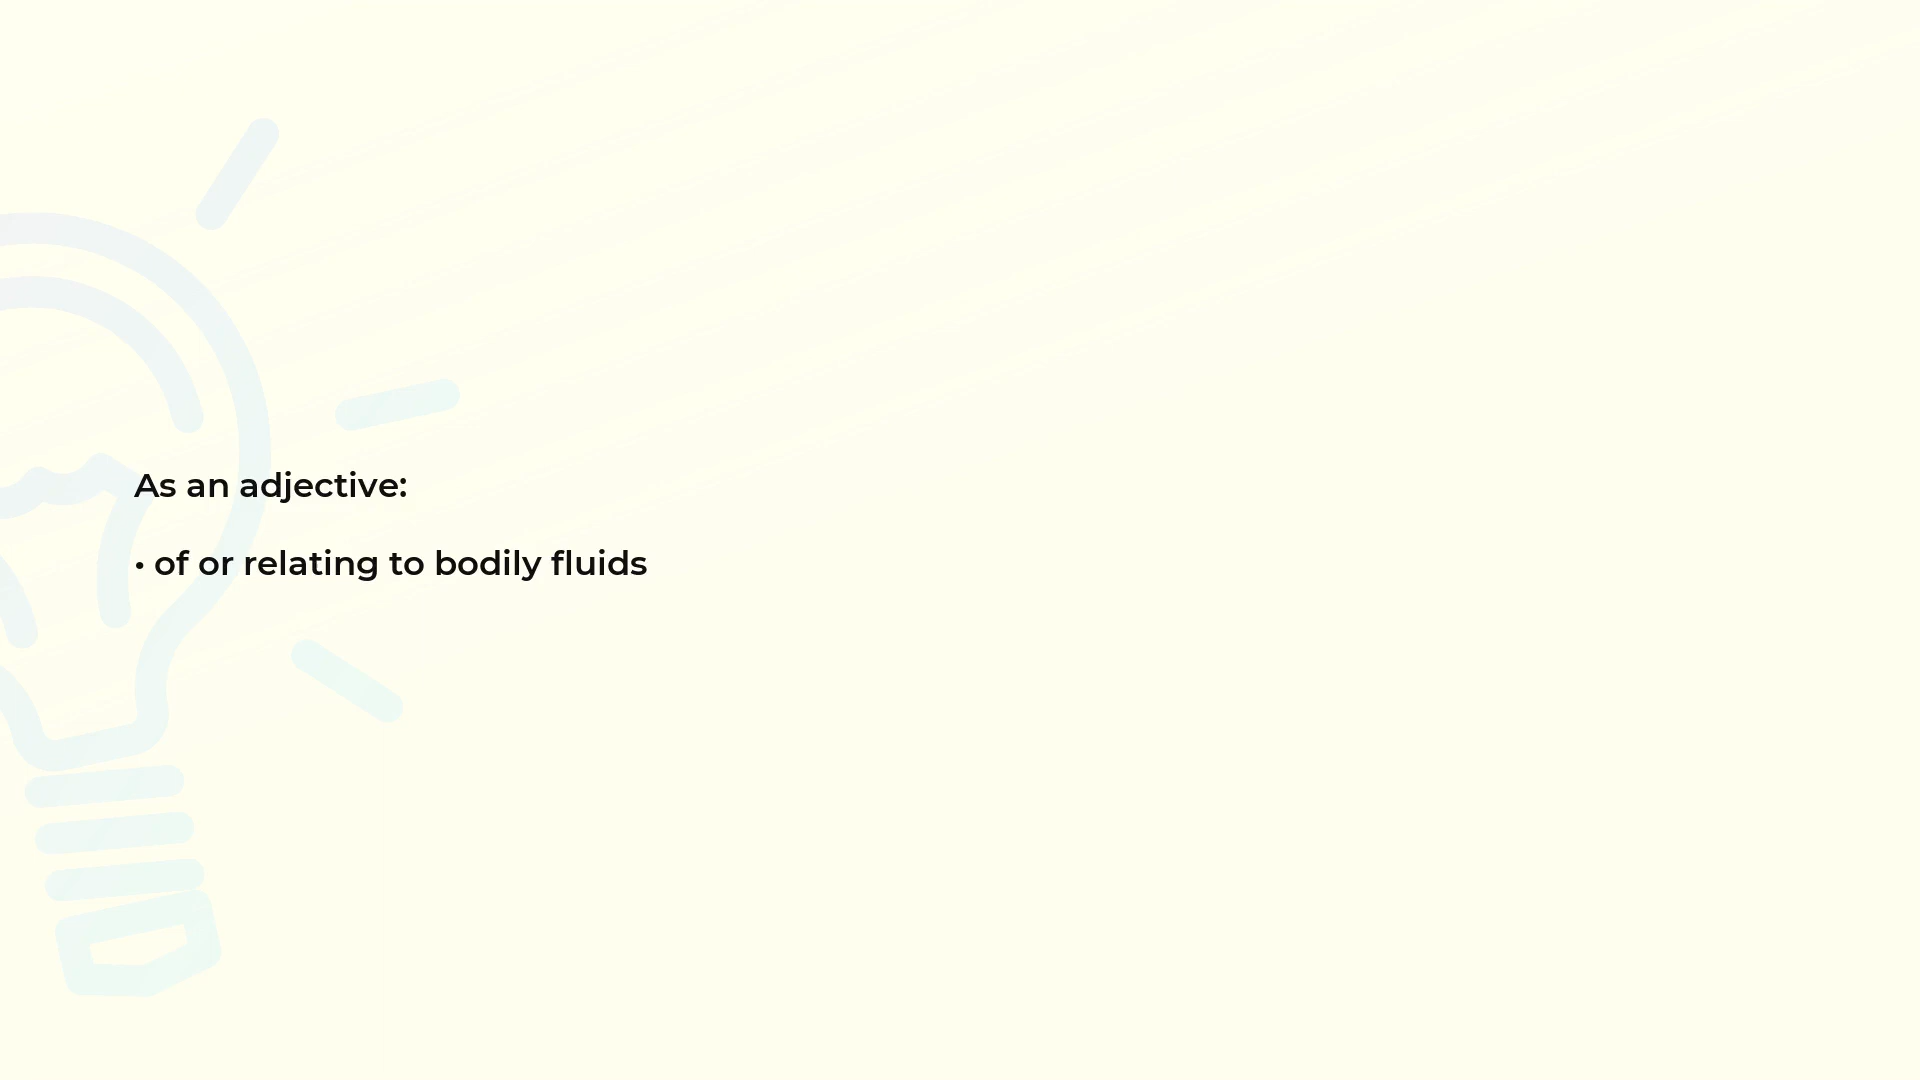 As an adjective:
• of or relating to bodily fluids